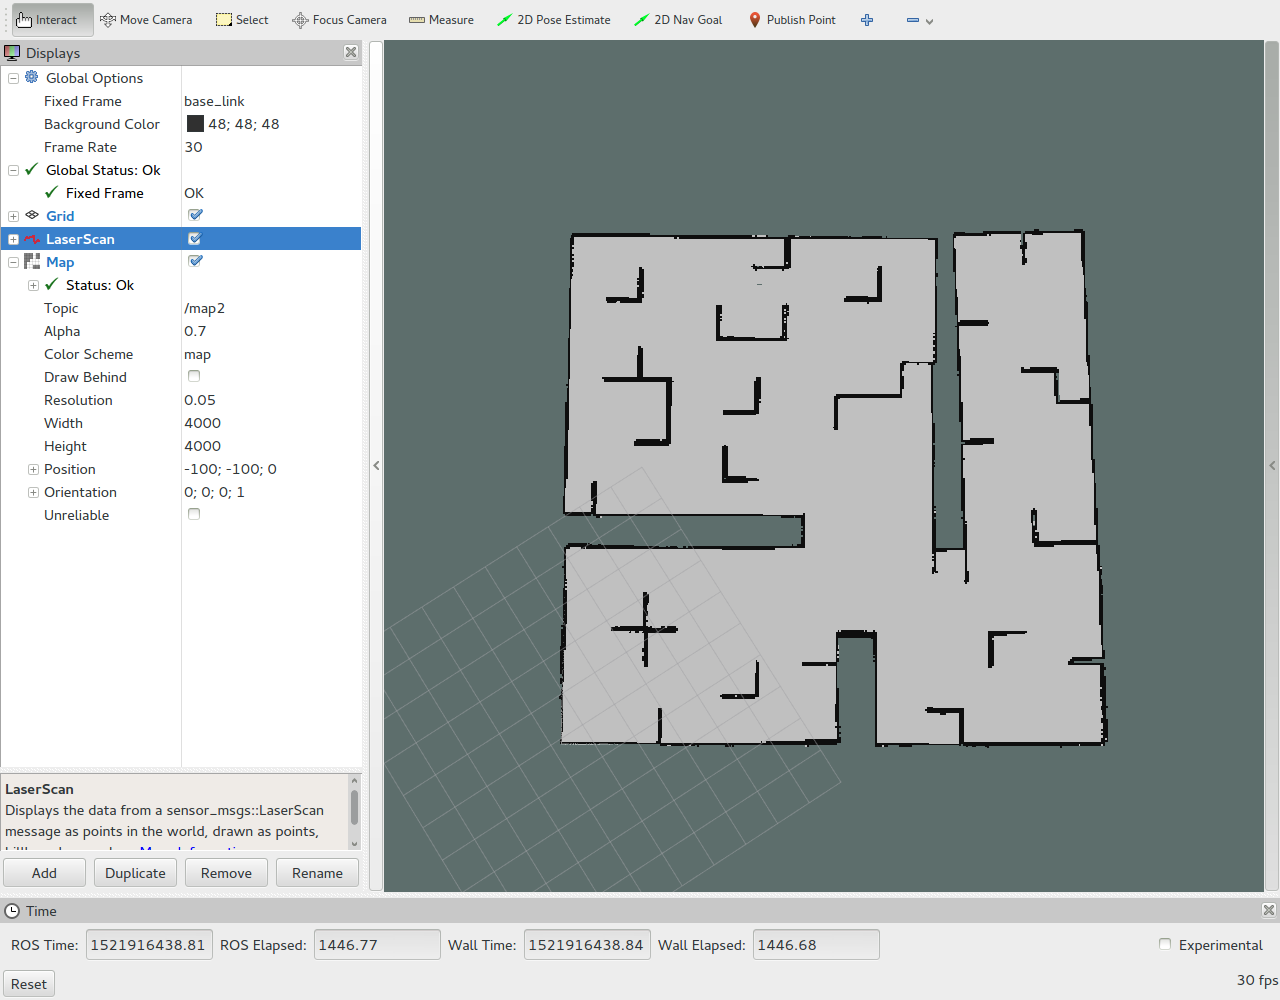 Interact Move Camera Select Focus Camera Measure 2D Pose Estimate 2D Nav Goal Publish Point
Displays
Global Options
Fixed Frame base_link
Background Color 48; 48; 48
Frame Rate 30
Global Status: Ok
Fixed Frame OK
Grid
LaserScan
Map
Status: Ok
Topic /map2
Alpha 0.7
Color Scheme map
Draw Behind
Resolution 0.05
Width 4000
Height 4000
Position -100; -100; 0
Orientation 0; 0; 0; 1
Unreliable
LaserScan
Displays the data from a sensor_msgs::LaserScan
message as points in the world, drawn as points,
Add Duplicate Remove Rename
Time
ROS Time: 1521916438.81 ROS Elapsed: 1446.77 Wall Time: 1521916438.84 Wall Elapsed: 1446.68 Experimental
Reset 30 fps